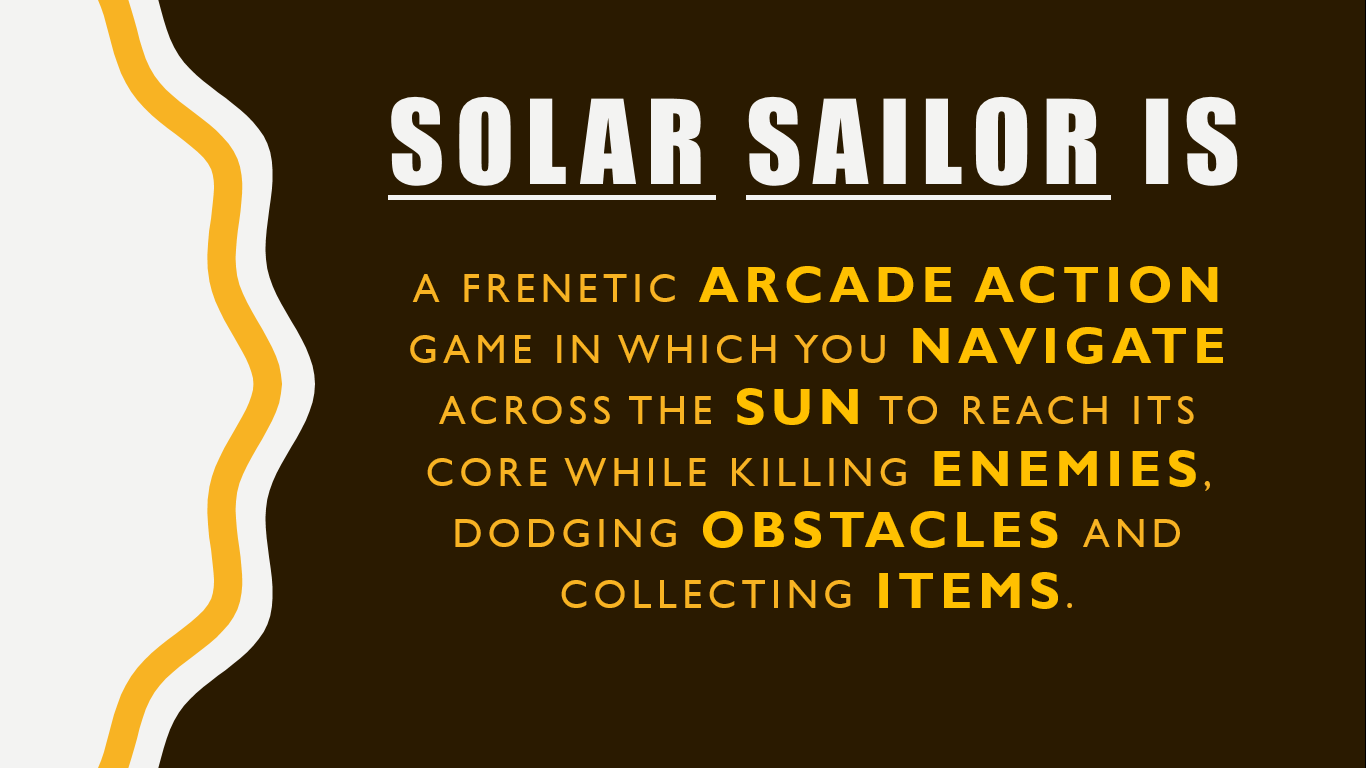 SOLAR SAILOR IS
A FRENETIC ARCADE ACTION
GAME IN WHICH YOU NAVIGATE
ACROSS THE SUN TO REACH ITS
CORE WHILE KILLING ENEMIES,
DODGING OBSTACLES AND
COLLECTING ITEMS.